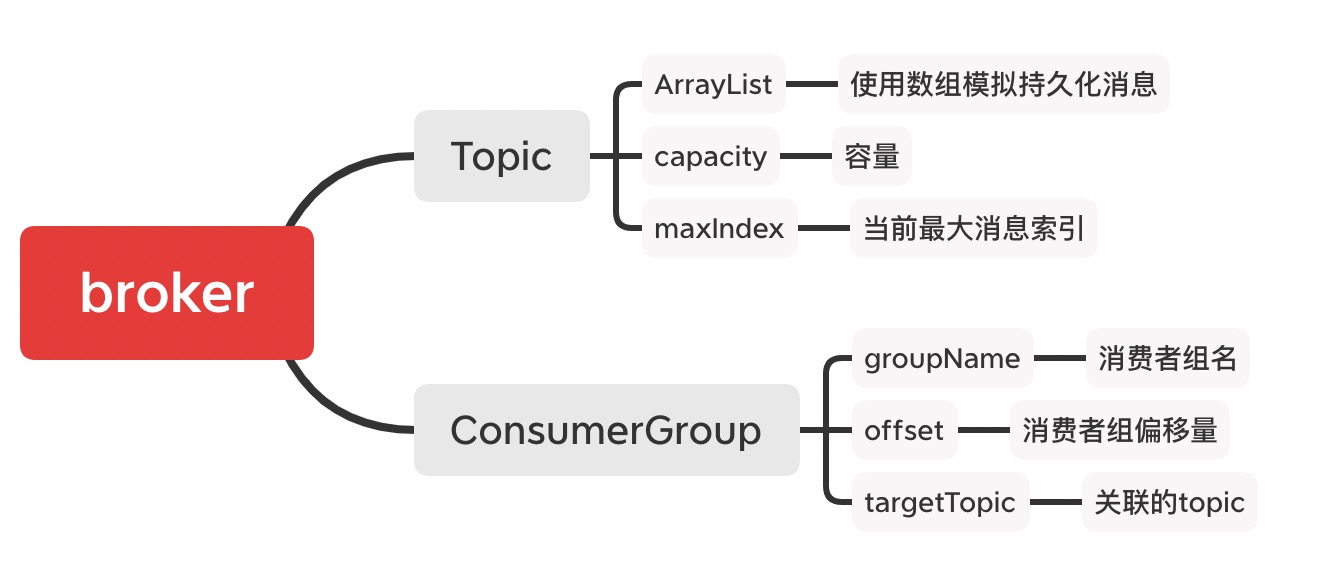 broker
Topic
ArrayList
使用数组模拟持久化消息
capacity
容量
maxIndex
当前最大消息索引
ConsumerGroup
groupName
消费者组名
offset
消费者组偏移量
targetTopic
关联的topic